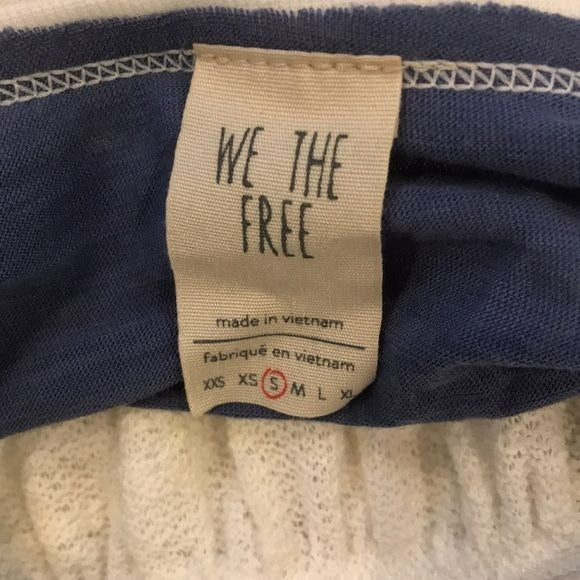 WE THE
FREE
made in vietnam
fabriqué en vietnam
XXS XS S M L XL